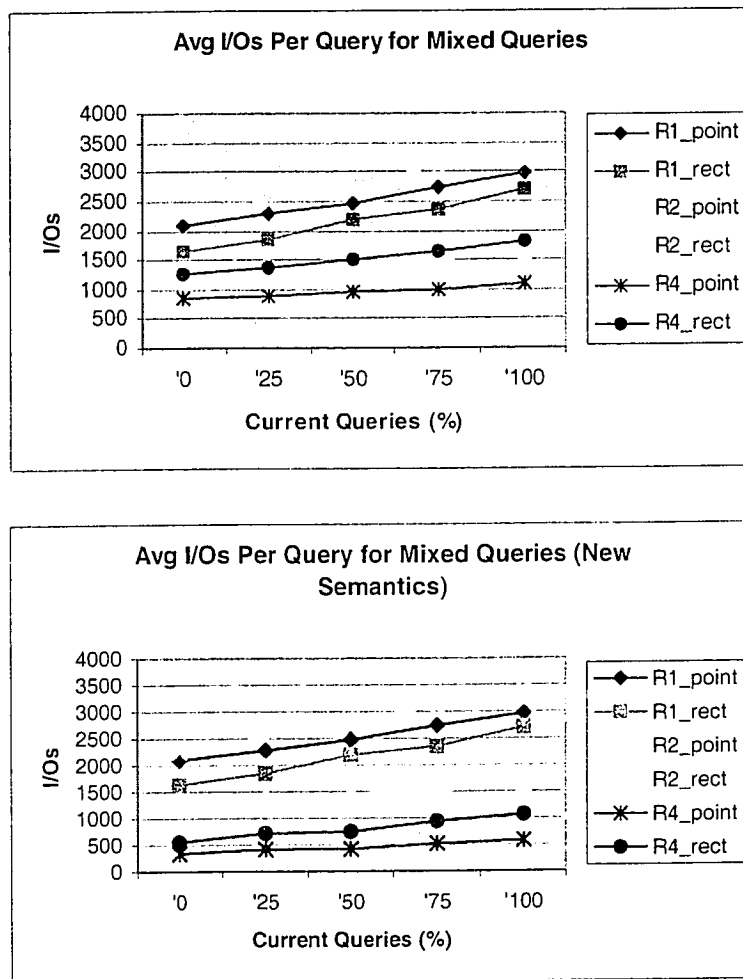 Avg I/Os Per Query for Mixed Queries
4000
3500
3000
2500
2000
1500
1000
500
0
I/Os
'0 '25 '50 '75 '100
Current Queries (%)
R1_point
R1_rect
R2_point
R2_rect
R4_point
R4_rect
Avg I/Os Per Query for Mixed Queries (New
Semantics)
4000
3500
3000
2500
2000
1500
1000
500
0
I/Os
'0 '25 '50 '75 '100
Current Queries (%)
R1_point
R1_rect
R2_point
R2_rect
R4_point
R4_rect